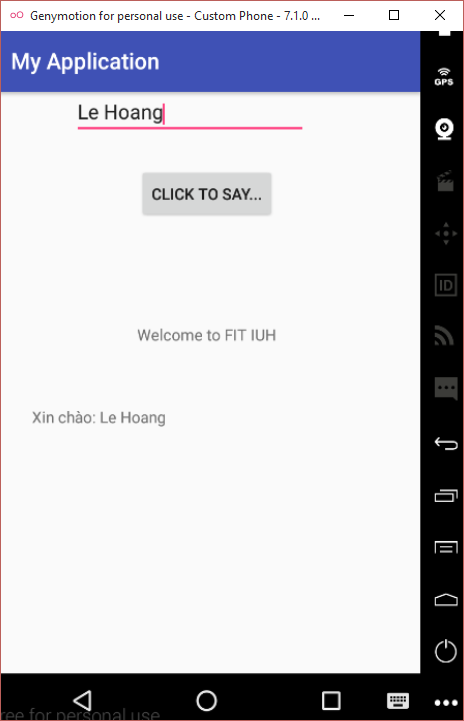 Genymotion for personal use - Custom Phone - 7.1.0 ...
My Application
GPS
Le Hoang
CLICK TO SAY...
ID
Welcome to FIT IUH
Xin chào: Le Hoang
ree for personal use